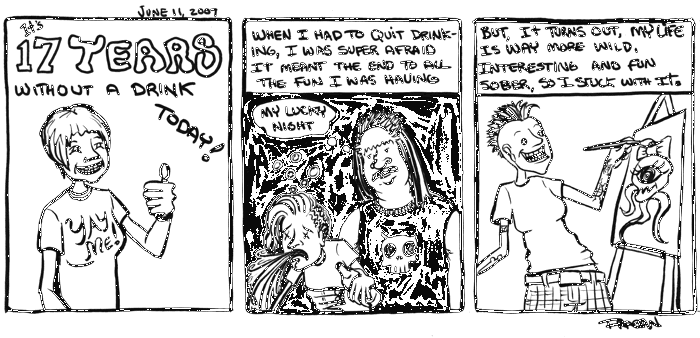 JUNE 11, 2007
It's
17 YEARS
WITHOUT A DRINK
TODAY!
YAY
ME!
WHEN I HAD TO QUIT DRINK-
ING, I WAS SUPER AFRAID
IT MEANT THE END TO ALL
THE FUN I WAS HAVING
MY LUCKY
NIGHT
BUT, It tURNS OUt, MY LIFE
IS WAY MORE WILD,
INTERESTING AND FUN
SOBER, SO I STUCK WITH It.